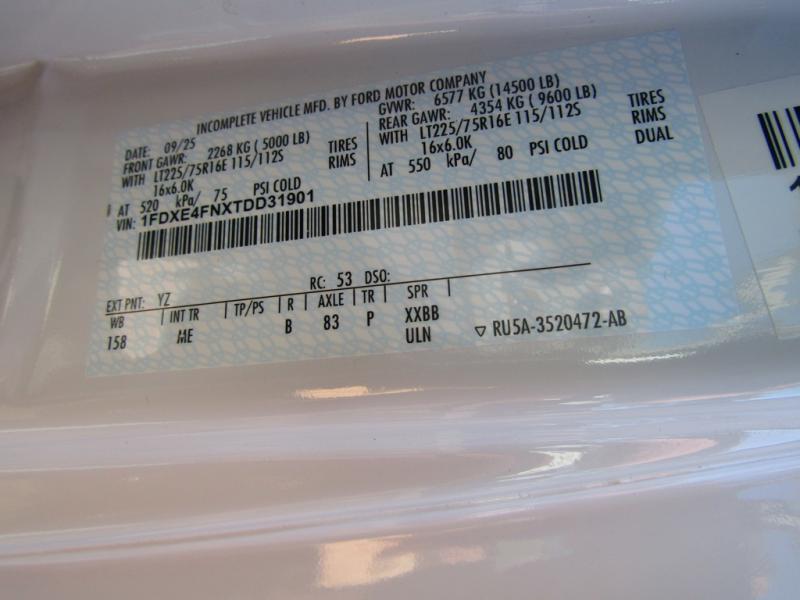 INCOMPLETE VEHICLE MFD. BY FORD MOTOR COMPANY
DATE: 09/25 GVWR: 6577 KG (14500 LB)
FRONT GAWR: 2268 KG ( 5000 LB) REAR GAWR: 4354 KG ( 9600 LB)
WITH LT225/75R16E 115/112S TIRES WITH LT225/75R16E 115/112S TIRES
16x6.0K RIMS 16x6.0K RIMS
AT 520 kPa/ 75 PSI COLD AT 550 kPa/ 80 PSI COLD DUAL
VIN: 1FDXE4FNXTDD31901
EXT PNT: YZ RC: 53 DSO:
WB INT TR TP/PS R AXLE TR SPR
158 ME B 83 P XXBB
ULN ▽ RU5A-3520472-AB